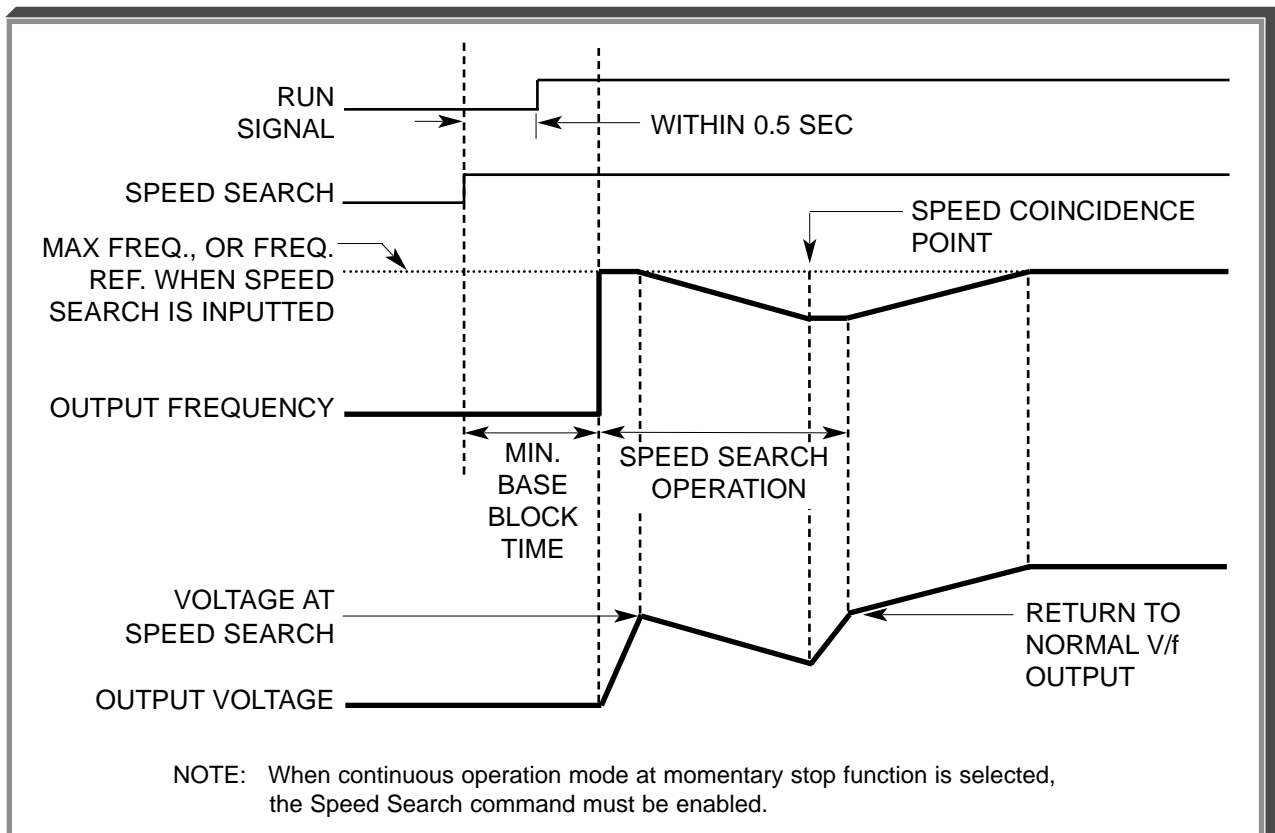 RUN
SIGNAL
WITHIN 0.5 SEC
SPEED SEARCH
SPEED COINCIDENCE
POINT
MAX FREQ., OR FREQ.
REF. WHEN SPEED
SEARCH IS INPUTTED
OUTPUT FREQUENCY
MIN.
BASE
BLOCK
TIME
SPEED SEARCH
OPERATION
VOLTAGE AT
SPEED SEARCH
RETURN TO
NORMAL V/f
OUTPUT
OUTPUT VOLTAGE
NOTE: When continuous operation mode at momentary stop function is selected,
the Speed Search command must be enabled.